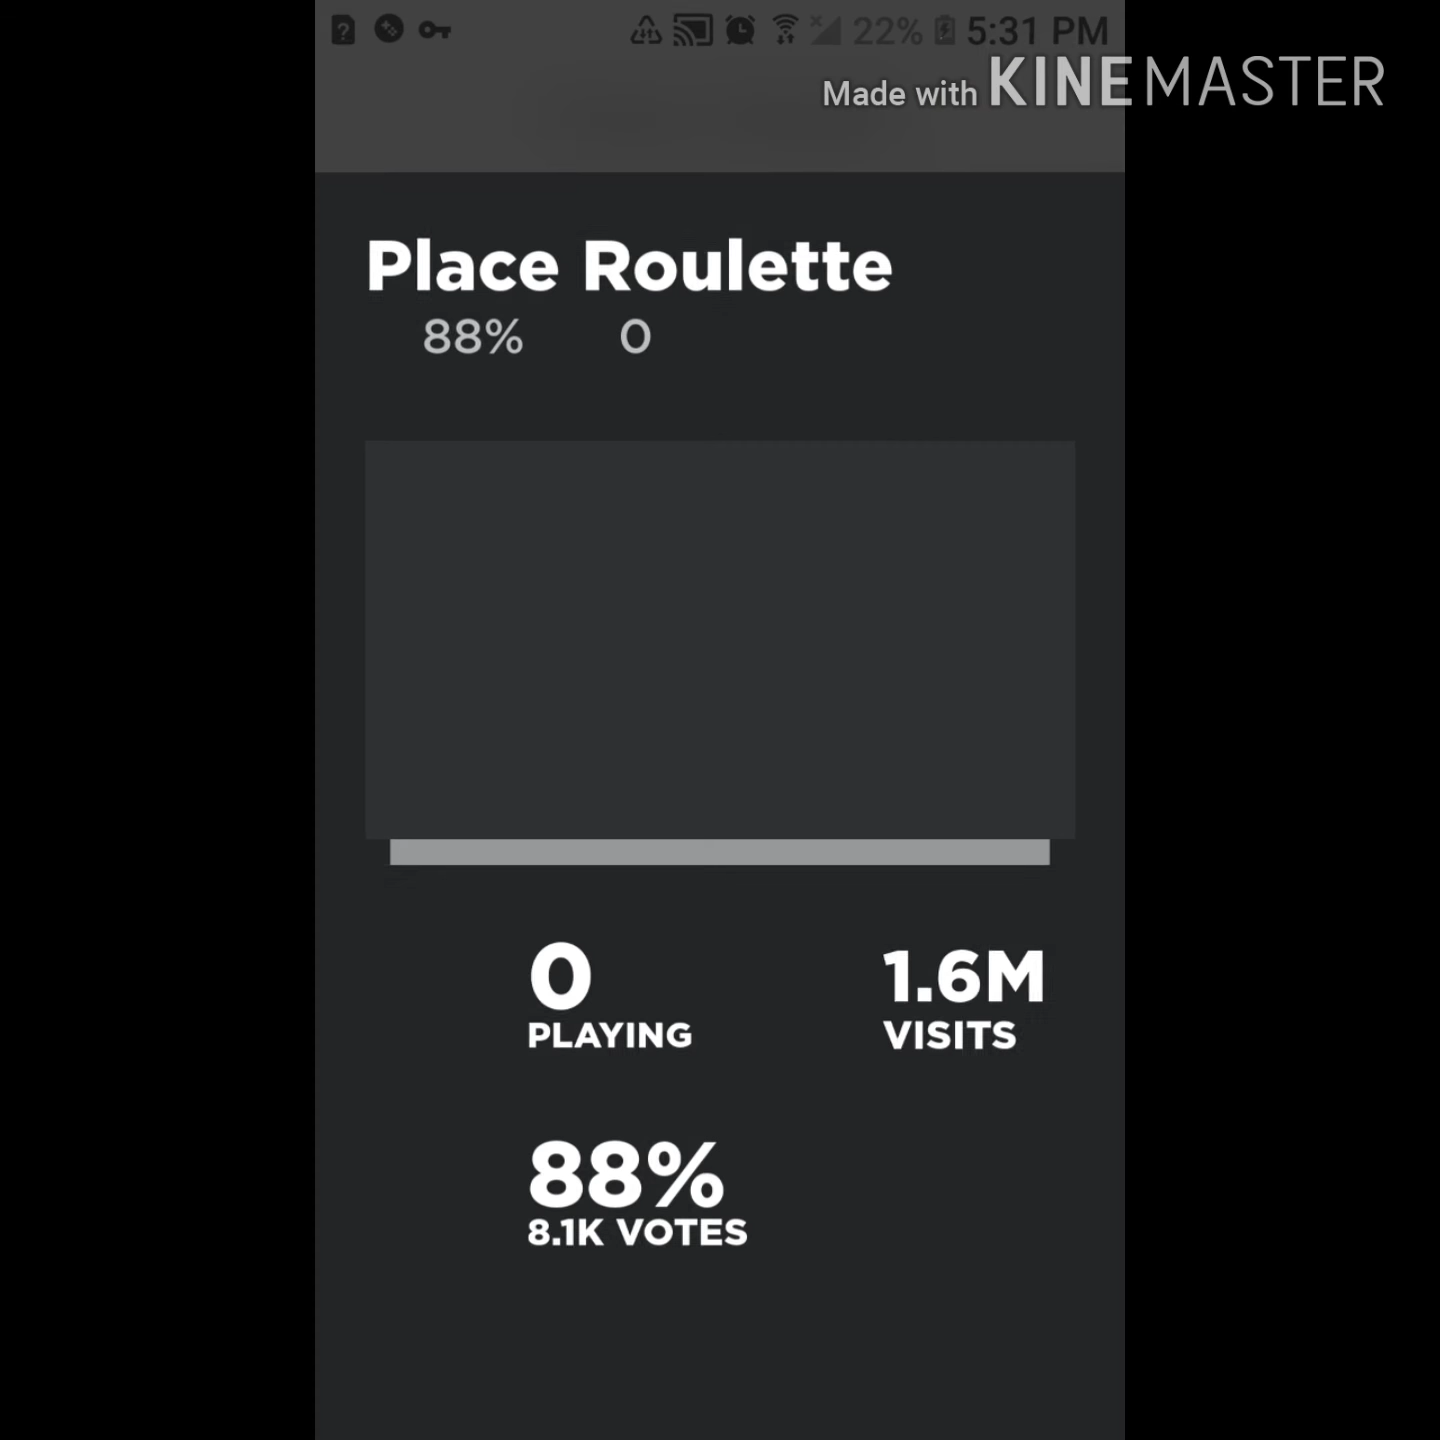 22% 5:31 PM
Made with KINEMASTER
Place Roulette
88% 0
0 1.6M
PLAYING VISITS
88%
8.1K VOTES